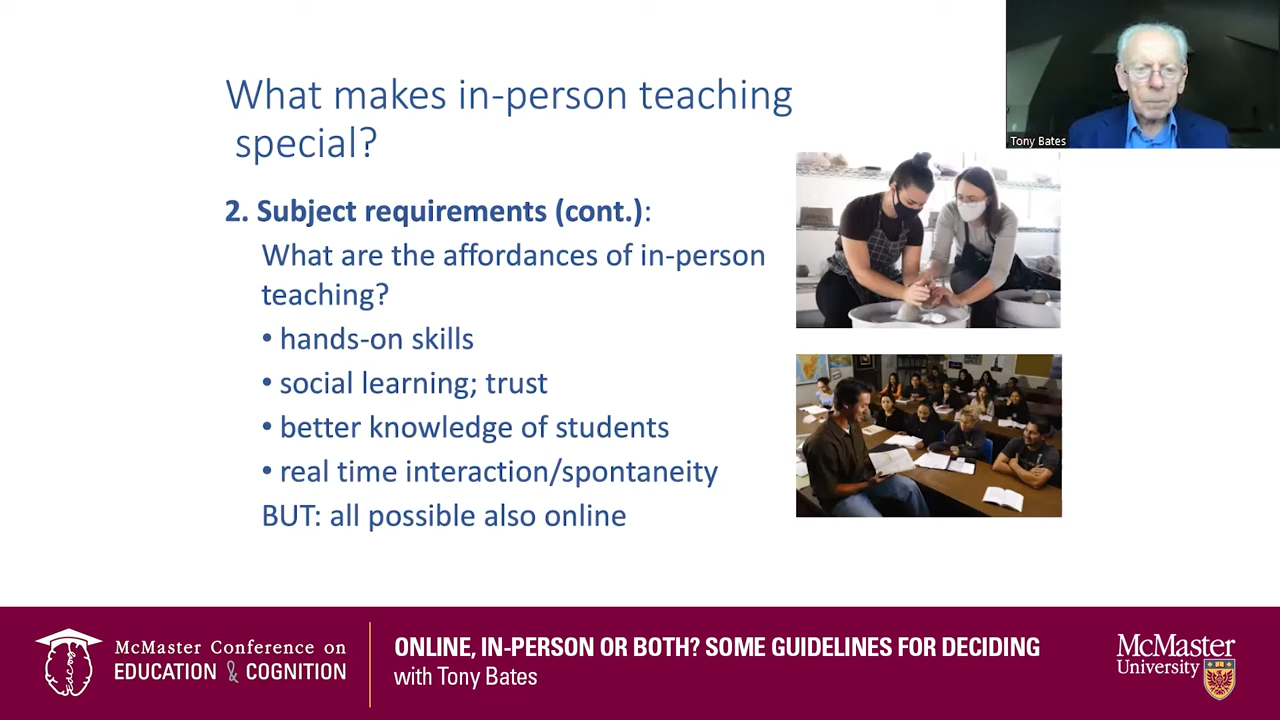 What makes in-person teaching
special?
2. Subject requirements (cont.):
What are the affordances of in-person
teaching?
• hands-on skills
• social learning; trust
• better knowledge of students
• real time interaction/spontaneity
BUT: all possible also online
Tony Bates
McMaster Conference on
EDUCATION & COGNITION
ONLINE, IN-PERSON OR BOTH? SOME GUIDELINES FOR DECIDING
with Tony Bates
McMaster
University